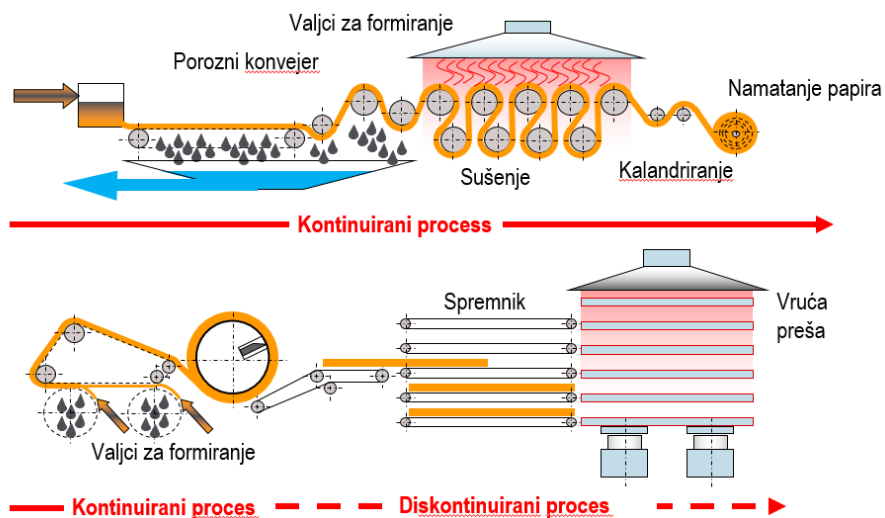 Valjci za formiranje
Porozni konvejer
Namatanje papira
Sušenje
Kalandriranje
Kontinuirani process
Spremnik
Vruća
preša
Valjci za formiranje
Kontinuirani proces
Diskontinuirani proces